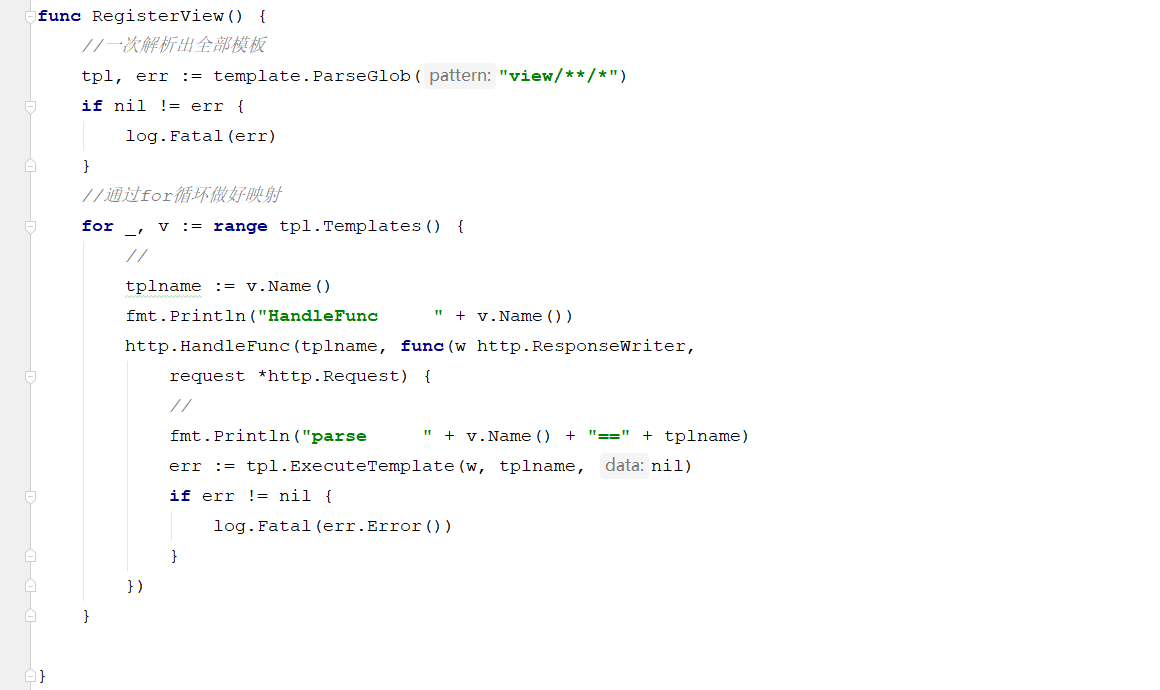 func RegisterView() {
    //一次解析出全部模板
    tpl, err := template.ParseGlob( pattern: "view/**/*")
    if nil != err {
        log.Fatal(err)
    }
    //通过for循环做好映射
    for _, v := range tpl.Templates() {
        //
        tplname := v.Name()
        fmt.Println("HandleFunc     " + v.Name())
        http.HandleFunc(tplname, func(w http.ResponseWriter,
            request *http.Request) {
            //
            fmt.Println("parse     " + v.Name() + "==" + tplname)
            err := tpl.ExecuteTemplate(w, tplname, data: nil)
            if err != nil {
                log.Fatal(err.Error())
            }
        })
    }
}